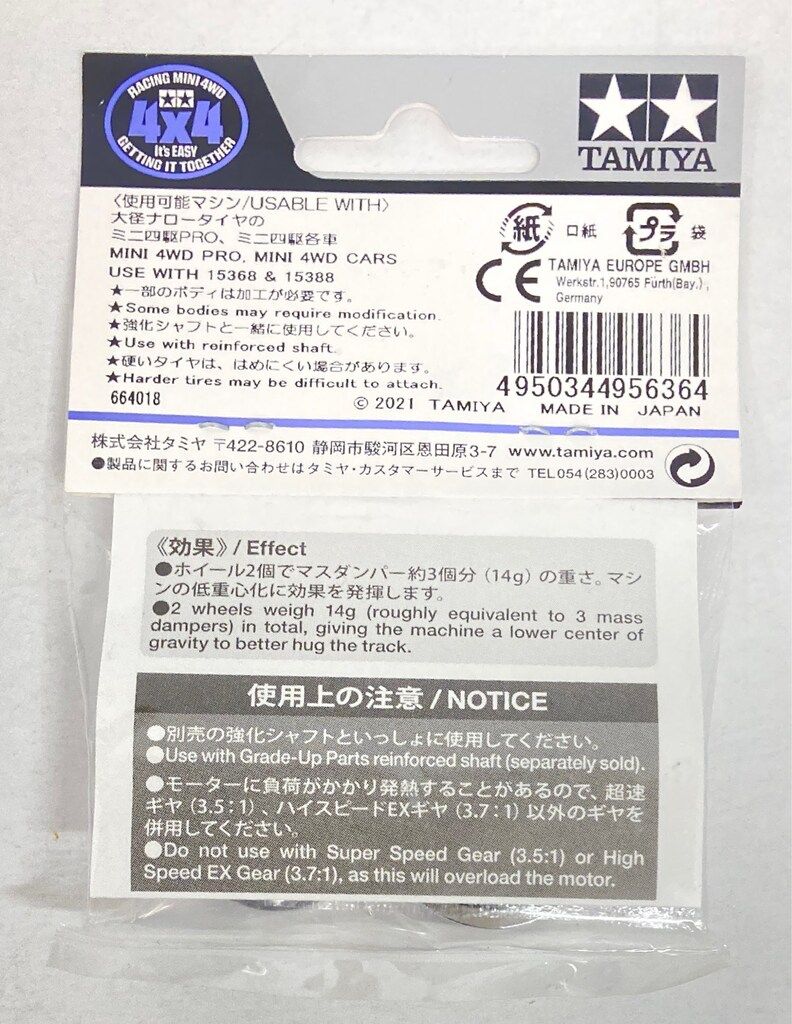 RACING MINI 4WD
4x4
It's EASY
GETTING IT TOGETHER
TAMIYA
〈使用可能マシン/USABLE WITH〉
大径ナロータイヤの
ミニ四駆PRO、ミニ四駆各車
MINI 4WD PRO, MINI 4WD CARS
USE WITH 15368 & 15388
★一部のボディは加工が必要です。
★Some bodies may require modification.
★強化シャフトと一緒に使用してください。
★Use with reinforced shaft.
★硬いタイヤは、はめにくい場合があります。
★Harder tires may be difficult to attach.
664018
© 2021 TAMIYA
紙 口紙 プラ 袋
CE TAMIYA EUROPE GMBH
Werkstr.1,90765 Fürth(Bay.),
Germany
4950344956364
MADE IN JAPAN
株式会社タミヤ 〒422-8610 静岡市駿河区恩田原3-7 www.tamiya.com
●製品に関するお問い合わせはタミヤ・カスタマーサービスまで TEL054(283)0003
《効果》/ Effect
●ホイール2個でマスダンパー約3個分（14g）の重さ。マシ
ンの低重心化に効果を発揮します。
●2 wheels weigh 14g (roughly equivalent to 3 mass
dampers) in total, giving the machine a lower center of
gravity to better hug the track.
使用上の注意 / NOTICE
●別売の強化シャフトといっしょに使用してください。
●Use with Grade-Up Parts reinforced shaft (separately sold).
●モーターに負荷がかかり発熱することがあるので、超速
ギヤ（3.5：1）、ハイスピードEXギヤ（3.7：1）以外のギヤを
併用してください。
●Do not use with Super Speed Gear (3.5:1) or High
Speed EX Gear (3.7:1), as this will overload the motor.